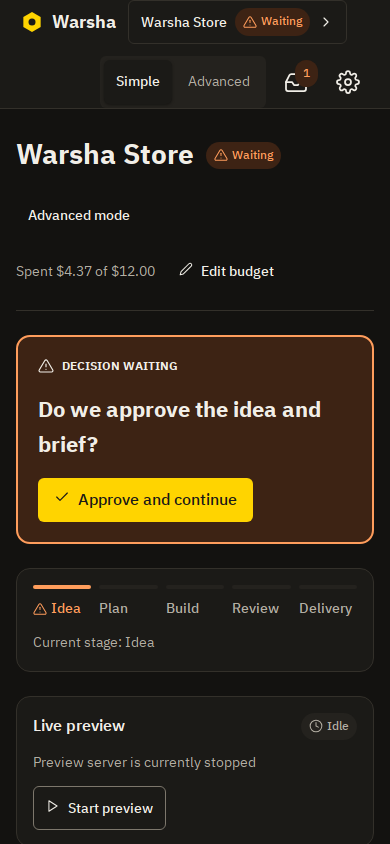 Warsha
Warsha Store
Waiting
Simple
Advanced
1
Warsha Store
Waiting
Advanced mode
Spent $4.37 of $12.00
Edit budget
DECISION WAITING
Do we approve the idea and
brief?
Approve and continue
Idea
Plan
Build
Review
Delivery
Current stage: Idea
Live preview
Idle
Preview server is currently stopped
Start preview